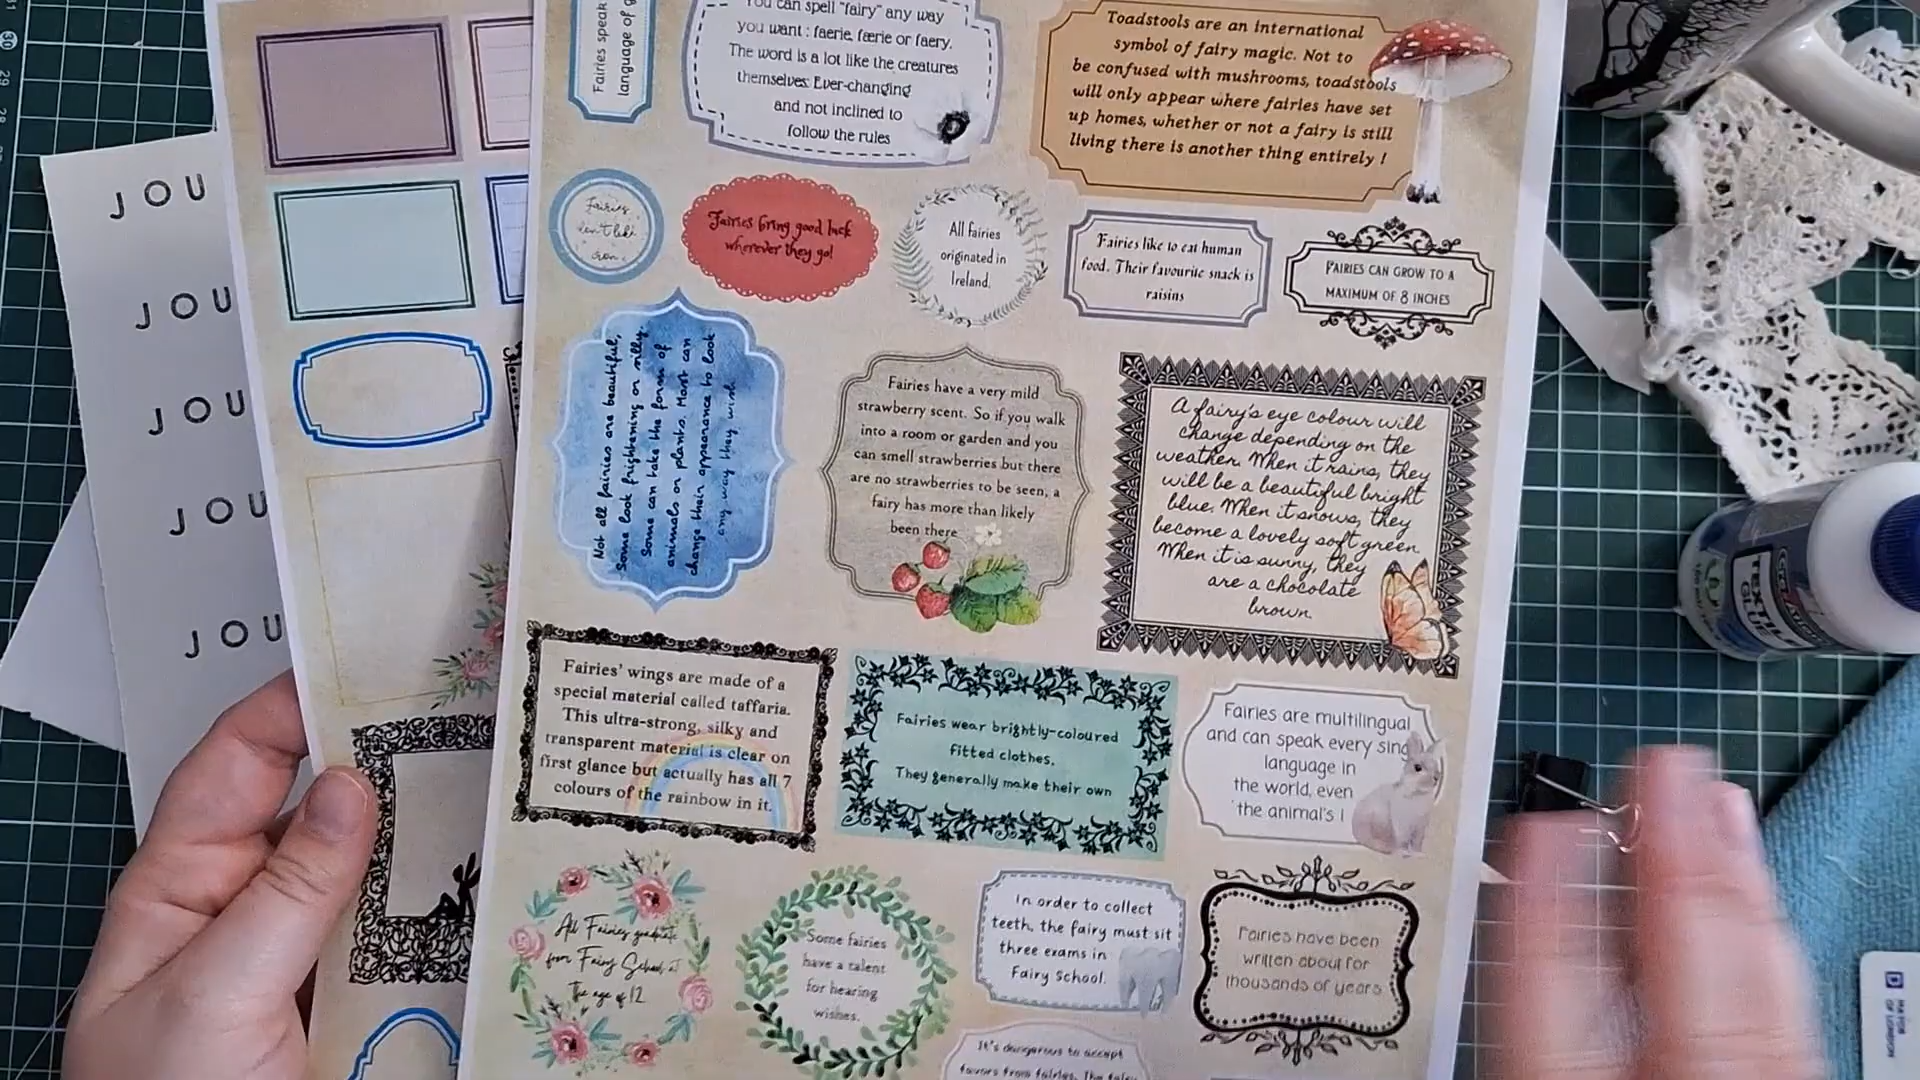 Fairies speak
language of
You can spell "fairy" any way
you want : faerie, færie or faery.
The word is a lot like the creatures
themselves: Ever-changing
and not inclined to
follow the rules
Toadstools are an international
symbol of fairy magic. Not to
be confused with mushrooms, toadstools
will only appear where fairies have set
up homes, whether or not a fairy is still
living there is another thing entirely !
Fairies
don't like
iron.
Fairies bring good luck
wherever they go!
All fairies
originated in
Ireland.
Fairies like to eat human
food. Their favourite snack is
raisins
FAIRIES CAN GROW TO A
MAXIMUM OF 8 INCHES
Not all fairies are beautiful,
Some look frightening or silly.
Some can take the form of
animals or plants. Most can
change their appearance to look
any way they wish
Fairies have a very mild
strawberry scent. So if you walk
into a room or garden and you
can smell strawberries but there
are no strawberries to be seen, a
fairy has more than likely
been there
A fairy's eye colour will
change depending on the
weather. When it rains, they
will be a beautiful bright
blue. When it snows, they
become a lovely soft green.
When it is sunny, they
are a chocolate
brown.
Fairies' wings are made of a
special material called taffaria.
This ultra-strong, silky and
transparent material is clear on
first glance but actually has all 7
colours of the rainbow in it.
Fairies wear brightly-coloured
fitted clothes.
They generally make their own
Fairies are multilingual
and can speak every sing
language in
the world, even
the animal's !
All Fairies graduate
from Fairy School at
The age of 12
Some fairies
have a talent
for hearing
wishes.
In order to collect
teeth, the fairy must sit
three exams in
Fairy School.
Fairies have been
written about for
thousands of years
It's dangerous to accept
favors from fairies. The fairy
JOU
JOU
JOU
JOU
JOU
TEXTILE
GLUE
29
28